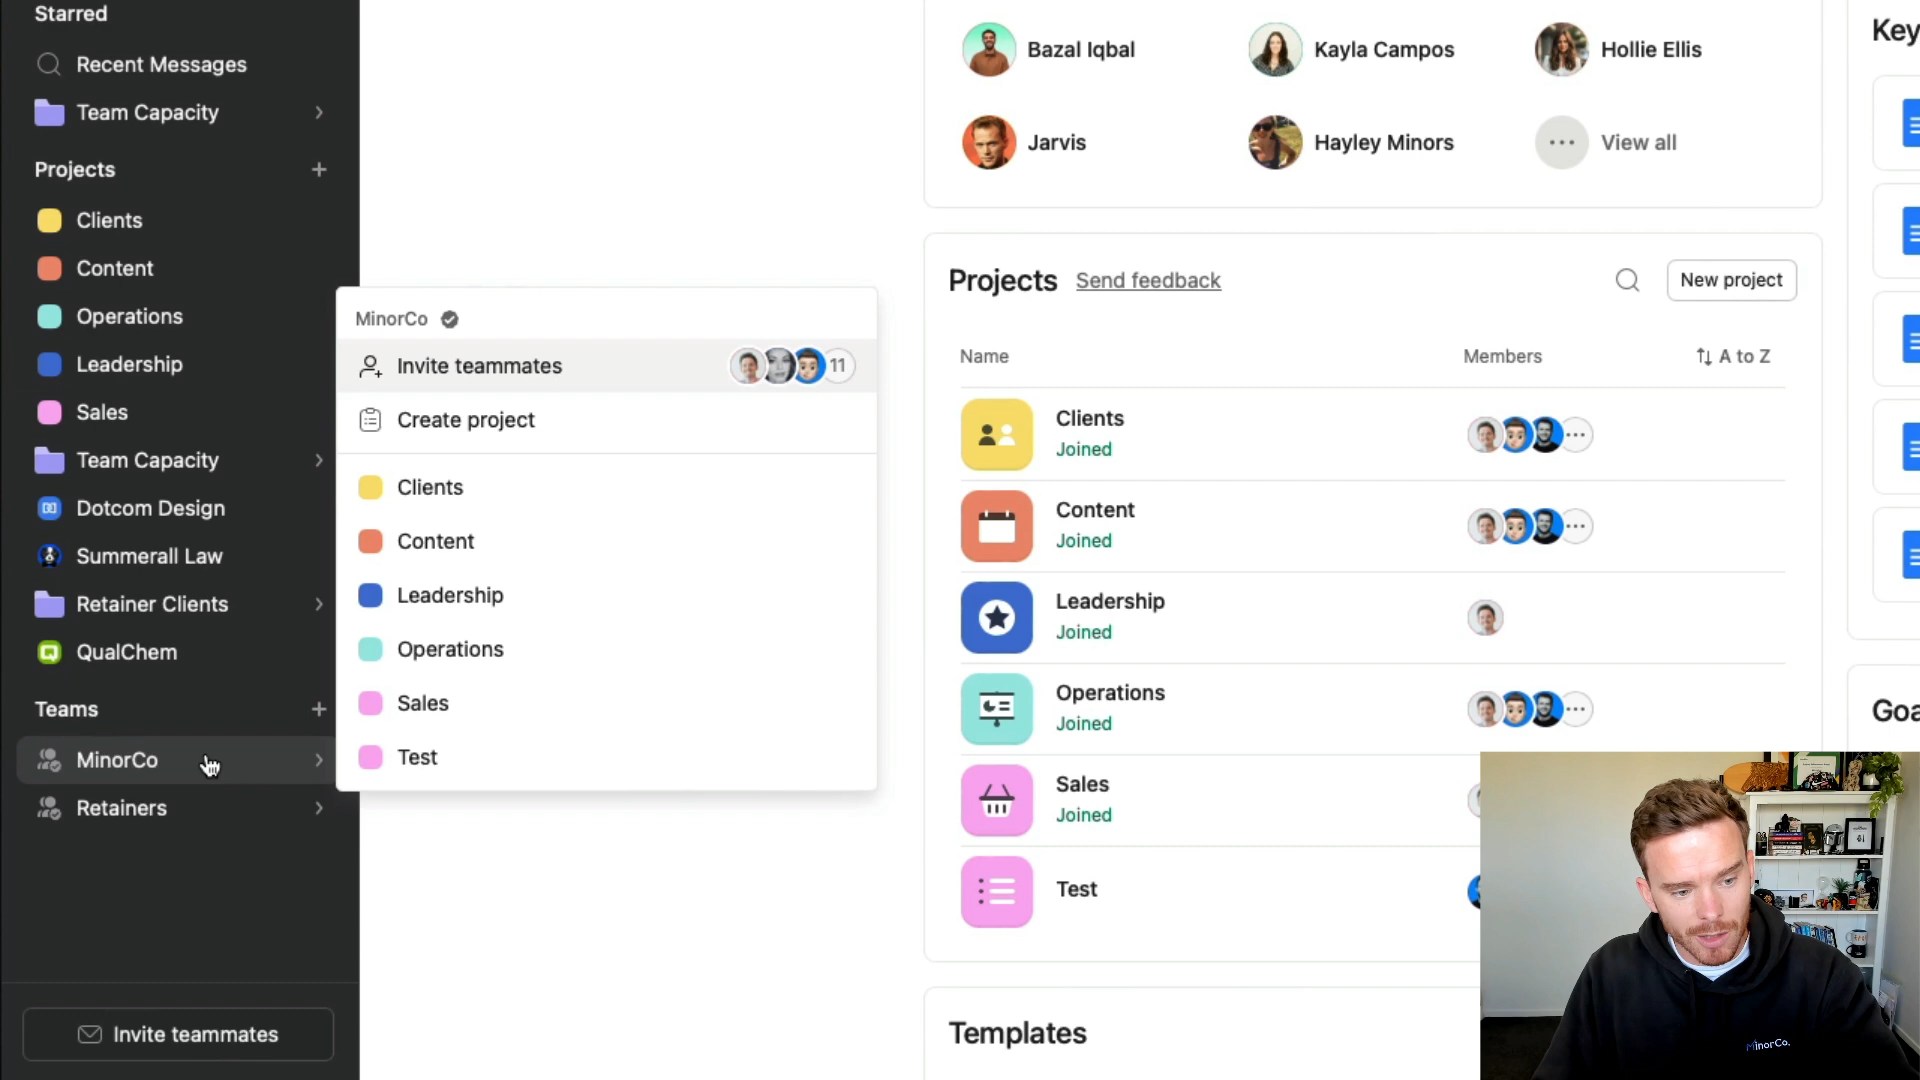 Starred
Recent Messages
Team Capacity
Projects
Clients
Content
Operations
Leadership
Sales
Team Capacity
Dotcom Design
Summerall Law
Retainer Clients
QualChem
Teams
MinorCo
Retainers
Invite teammates
MinorCo
Invite teammates
11
Create project
Clients
Content
Leadership
Operations
Sales
Test
Bazal Iqbal
Kayla Campos
Hollie Ellis
Jarvis
Hayley Minors
View all
Projects
Send feedback
New project
Name
Members
A to Z
Clients
Joined
Content
Joined
Leadership
Joined
Operations
Joined
Sales
Joined
Test
Templates
Key
Goa
MinorCo.